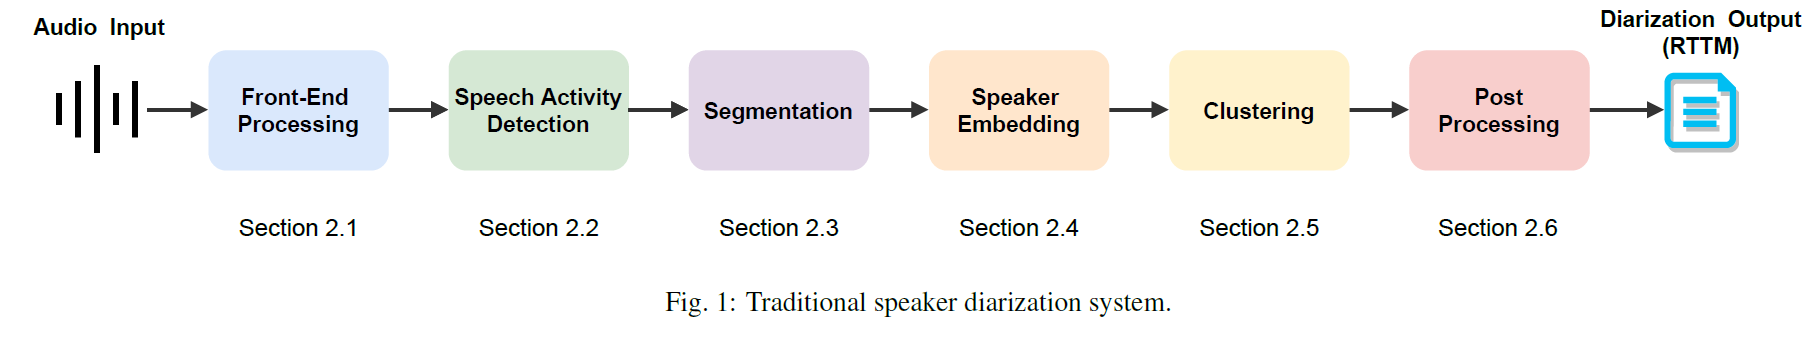 Audio Input
Diarization Output
(RTTM)
Front-End
Processing
Speech Activity
Detection
Segmentation
Speaker
Embedding
Clustering
Post
Processing
Section 2.1
Section 2.2
Section 2.3
Section 2.4
Section 2.5
Section 2.6
Fig. 1: Traditional speaker diarization system.